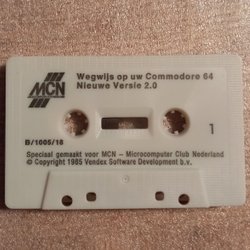 MCN
Wegwijs op uw Commodore 64
Nieuwe Versie 2.0
B/1005/16
1
Speciaal gemaakt voor MCN – Microcomputer Club Nederland
© Copyright 1985 Vendex Software Development b.v.